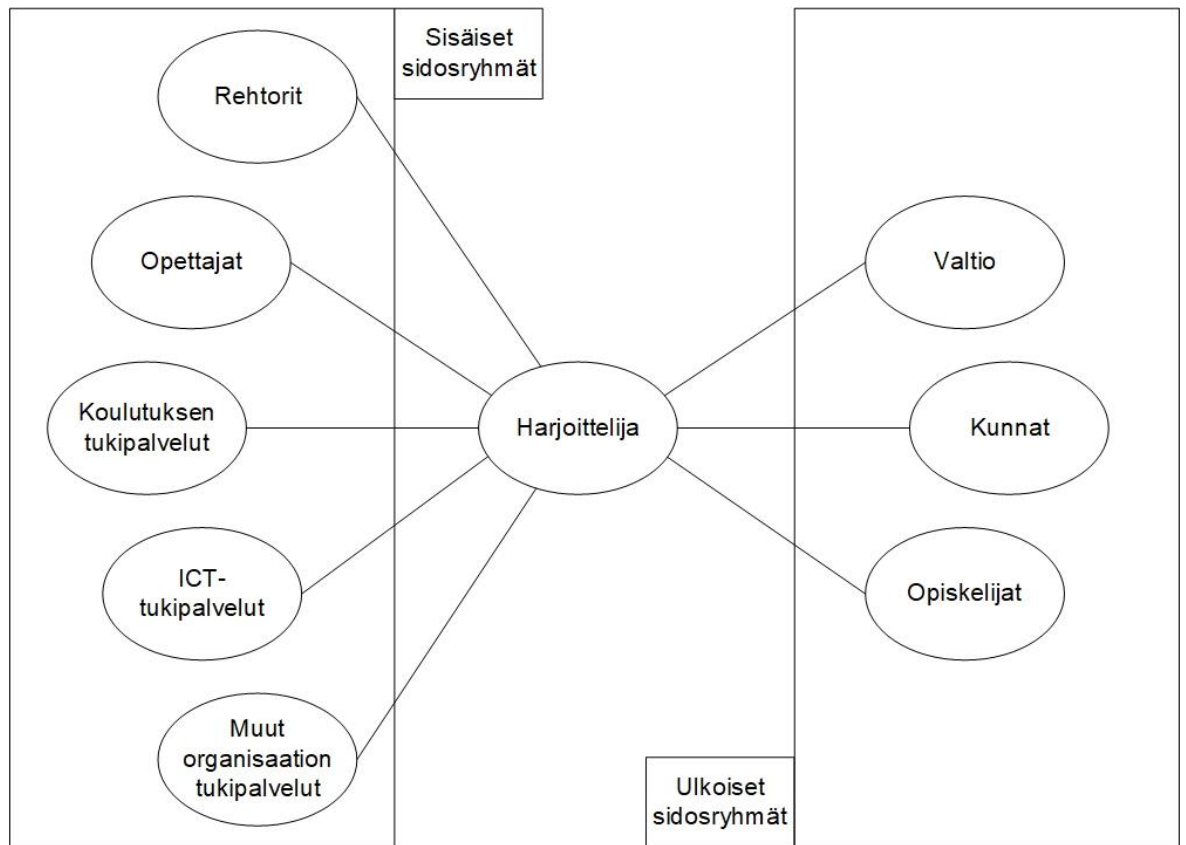 Sisäiset
sidosryhmät
Rehtorit
Opettajat
Koulutuksen
tukipalvelut
ICT-
tukipalvelut
Muut
organisaation
tukipalvelut
Harjoittelija
Valtio
Kunnat
Opiskelijat
Ulkoiset
sidosryhmät